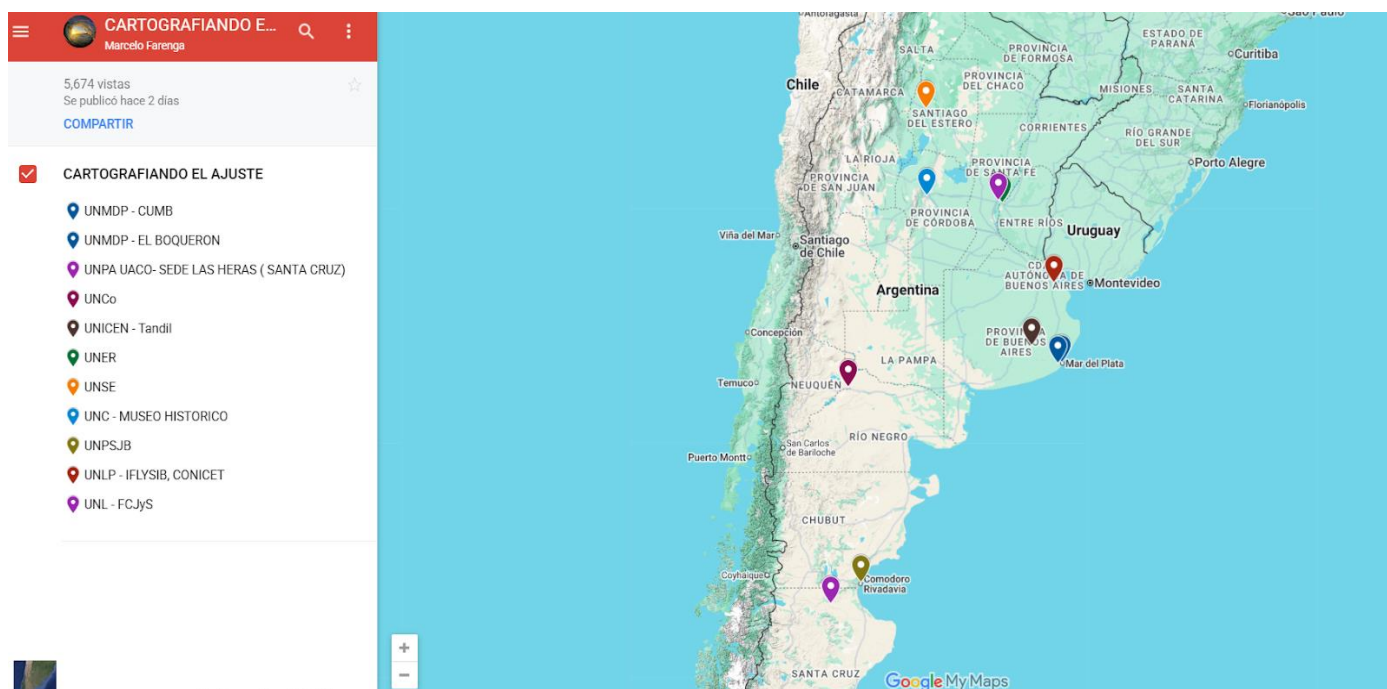 CARTOGRAFIANDO E...
Marcelo Farenga
5,674 vistas
Se publicó hace 2 días
COMPARTIR
CARTOGRAFIANDO EL AJUSTE
UNMDP - CUMB
UNMDP - EL BOQUERON
UNPA UACO- SEDE LAS HERAS ( SANTA CRUZ)
UNCo
UNICEN - Tandil
UNER
UNSE
UNC - MUSEO HISTORICO
UNPSJB
UNLP - IFLYSIB, CONICET
UNL - FCJyS
Antofagasta
ESTADO DE
PARANÁ
Curitiba
SALTA
PROVINCIA
DE FORMOSA
Chile
CATAMARCA
PROVINCIA
DEL CHACO
MISIONES
SANTA
CATARINA
Florianópolis
SANTIAGO
DEL ESTERO
CORRIENTES
RÍO GRANDE
DEL SUR
LA RIOJA
PROVINCIA
DE SANTA FE
Porto Alegre
PROVINCIA
DE SAN JUAN
PROVINCIA
DE CÓRDOBA
ENTRE RÍOS
Uruguay
Viña del Mar
Santiago
de Chile
CDAD.
AUTÓNOMA DE
BUENOS AIRES
Montevideo
Argentina
Concepción
PROVINCIA
DE BUENOS
AIRES
LA PAMPA
Mar del Plata
Temuco
NEUQUÉN
San Carlos
de Bariloche
RÍO NEGRO
Puerto Montt
CHUBUT
Coyhaique
Comodoro
Rivadavia
SANTA CRUZ
Google My Maps